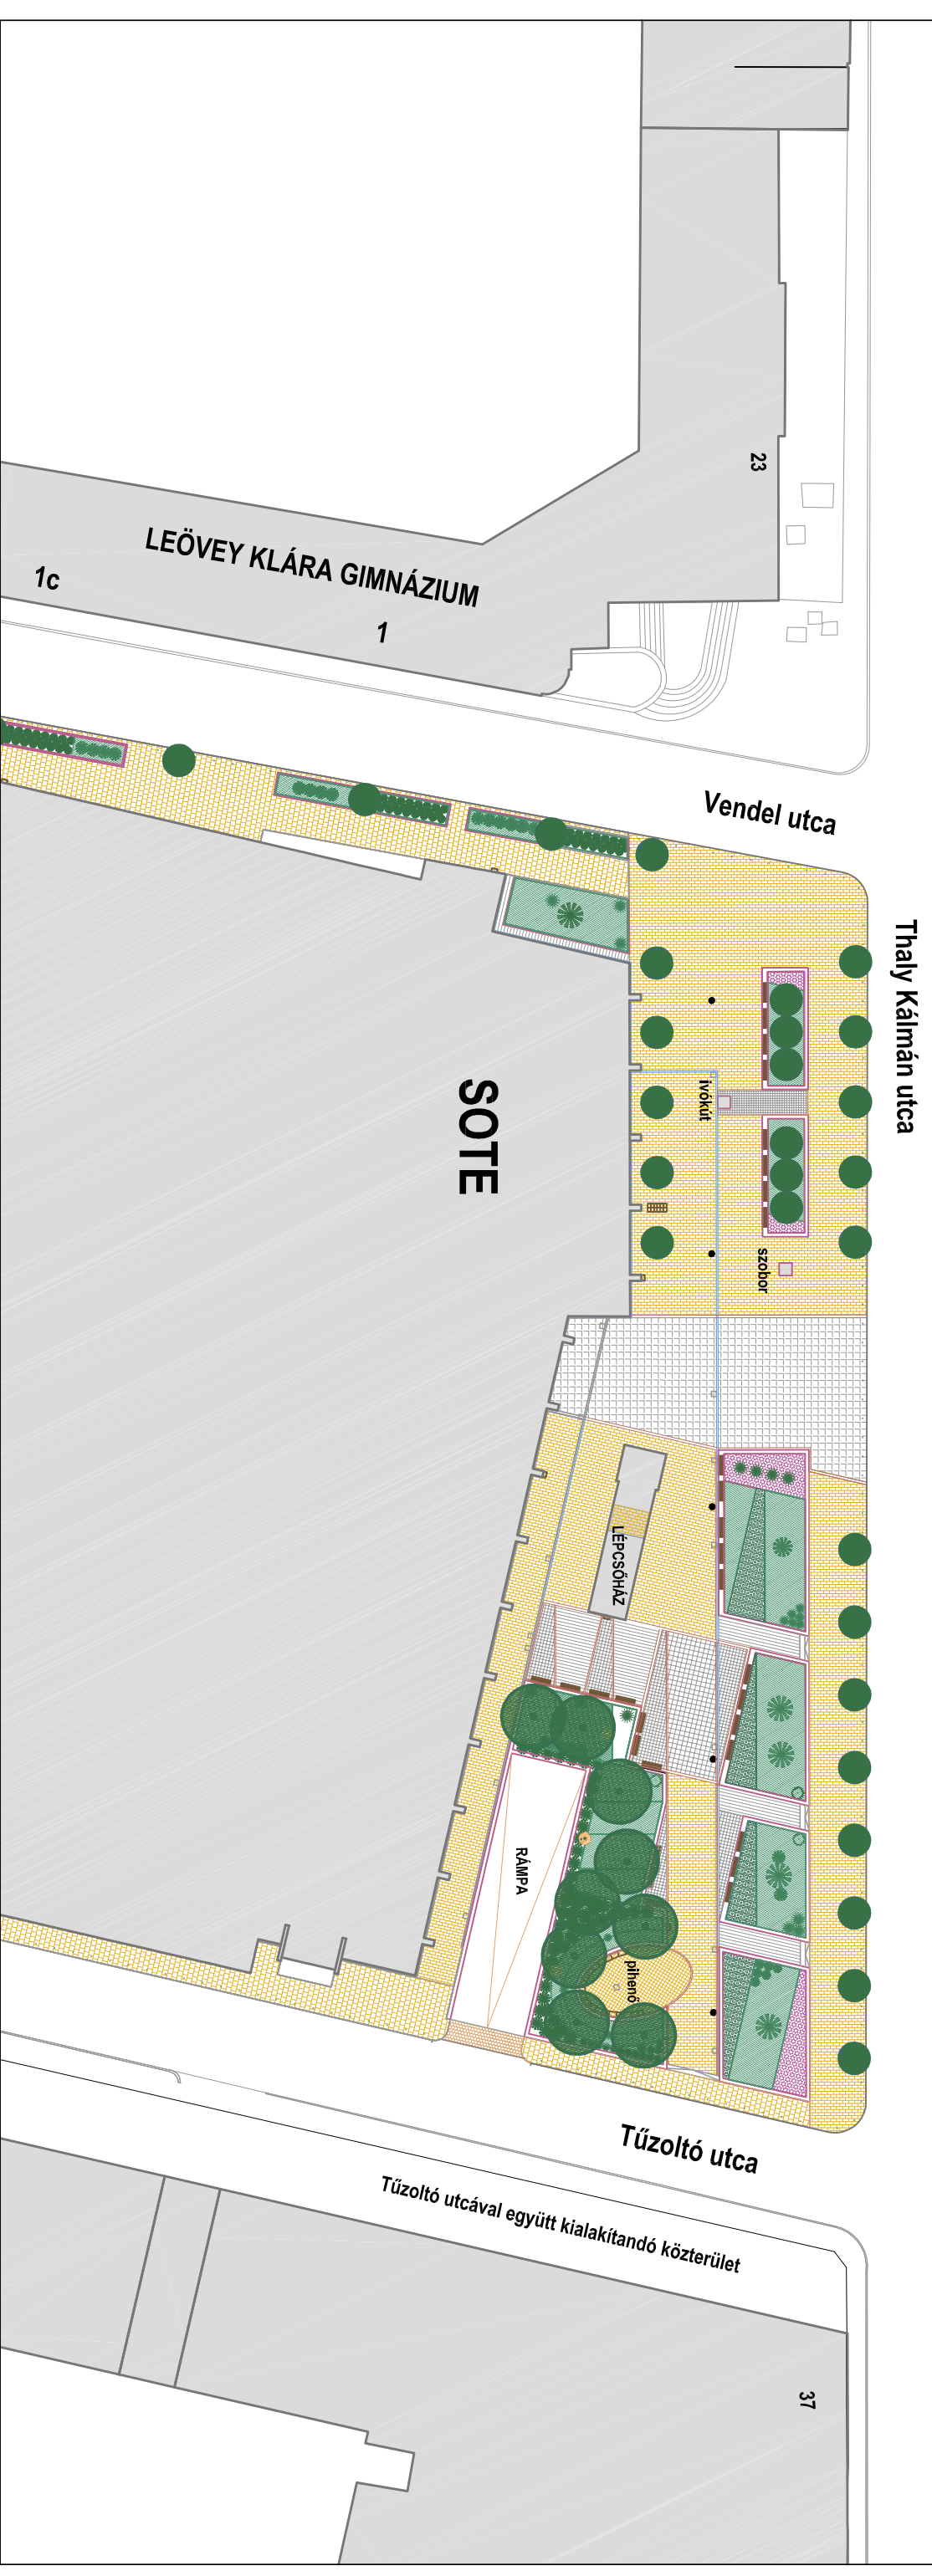 23
LEÖVEY KLÁRA GIMNÁZIUM
1c
1
Vendel utca
Thaly Kálmán utca
ivókút
SOTE
szobor
LÉPCSŐHÁZ
RÁMPA
pihenő
Tűzoltó utca
Tűzoltó utcával együtt kialakítandó közterület
37